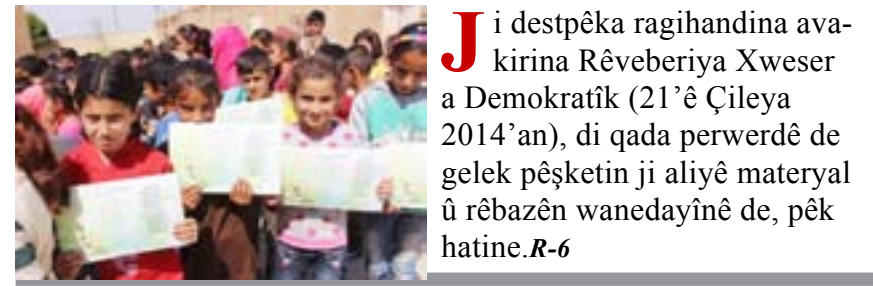 Ji destpêka ragihandina ava-
kirina Rêveberiya Xweser
a Demokratîk (21’ê Çileya
2014’an), di qada perwerdê de
gelek pêşketin ji aliyê materyal
û rêbazên wanedayînê de, pêk
hatine.R-6